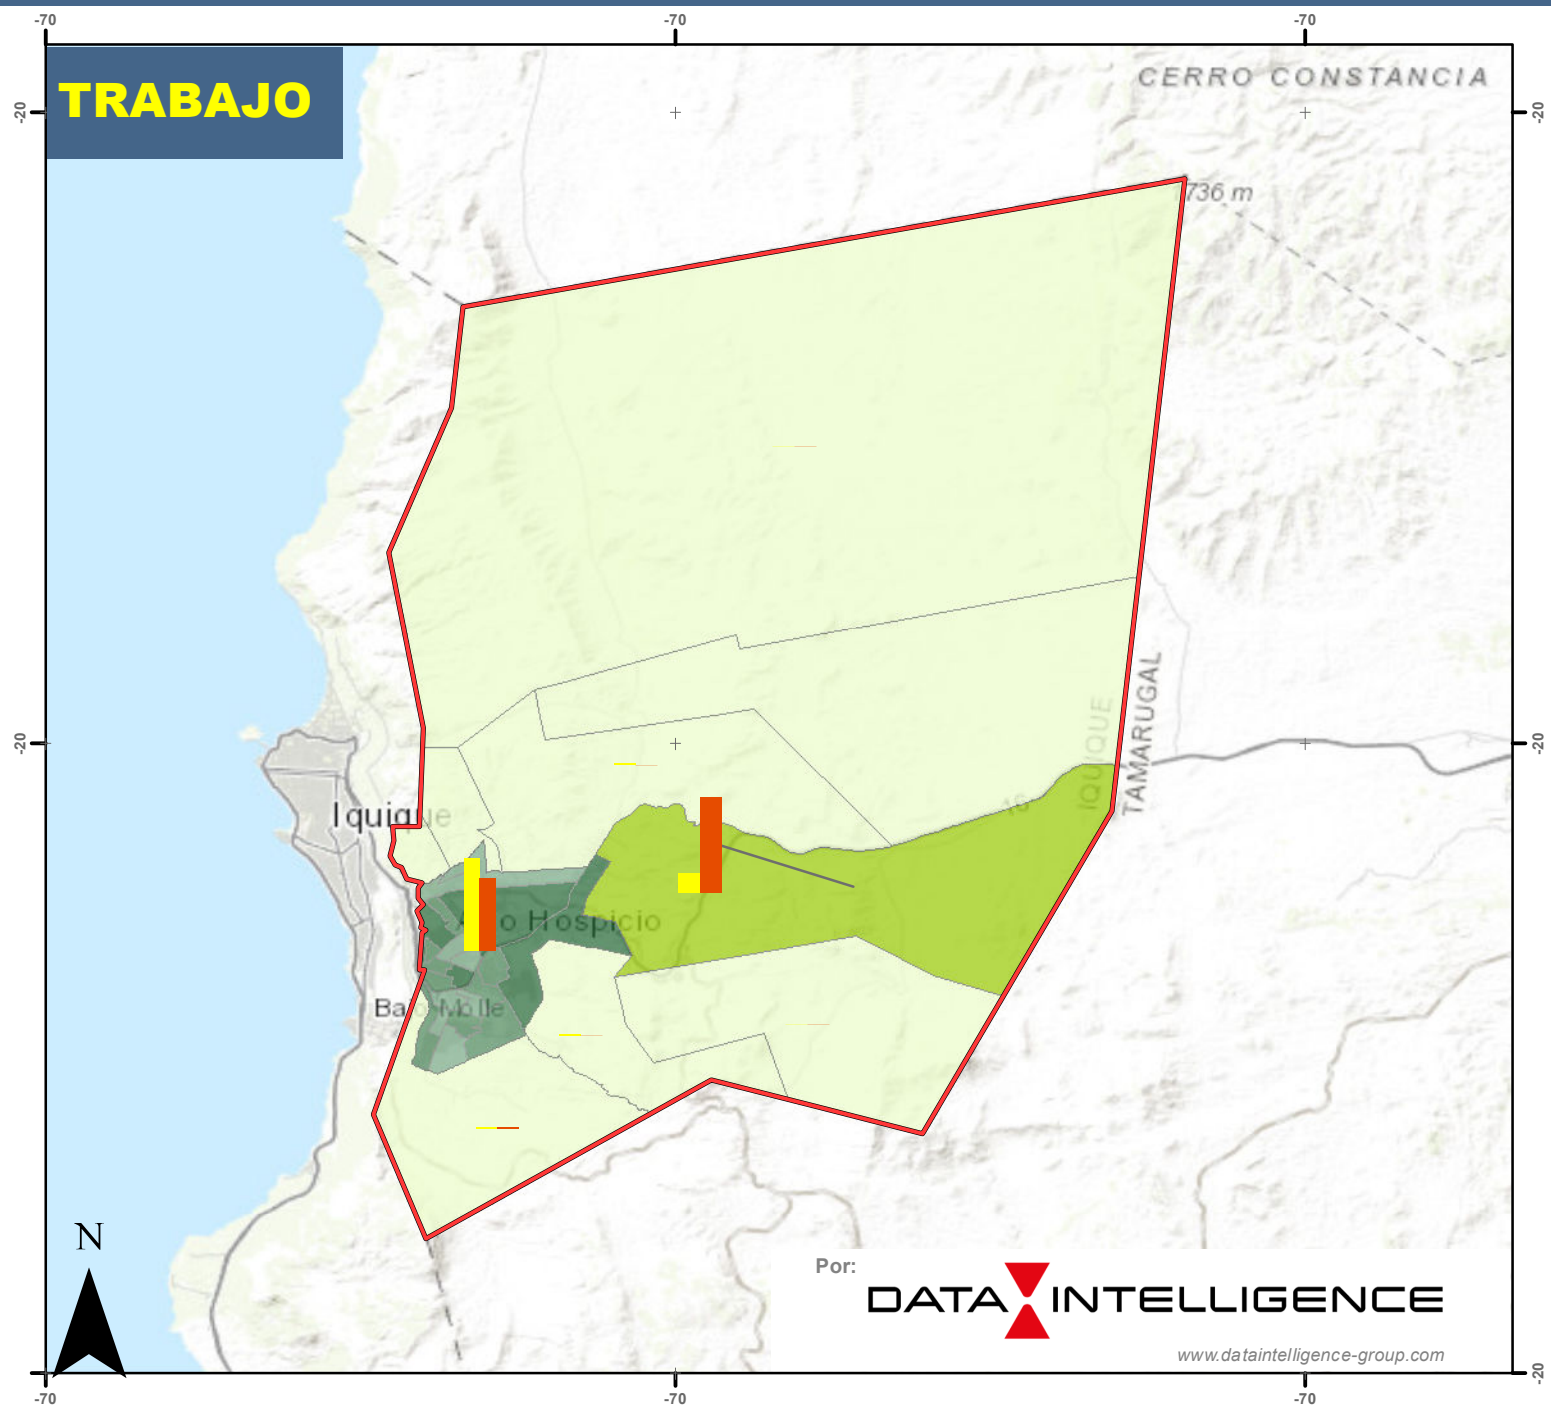 -70 -70 -70
TRABAJO
CERRO CONSTANCIA
-20 -20
736 m
IQUIQUE
TAMARUGAL
-20 -20
16
Iquique
Alto Hospicio
Bajo Molle
N
Por:
DATA INTELLIGENCE
www.dataintelligence-group.com
-20
-70 -70 -70